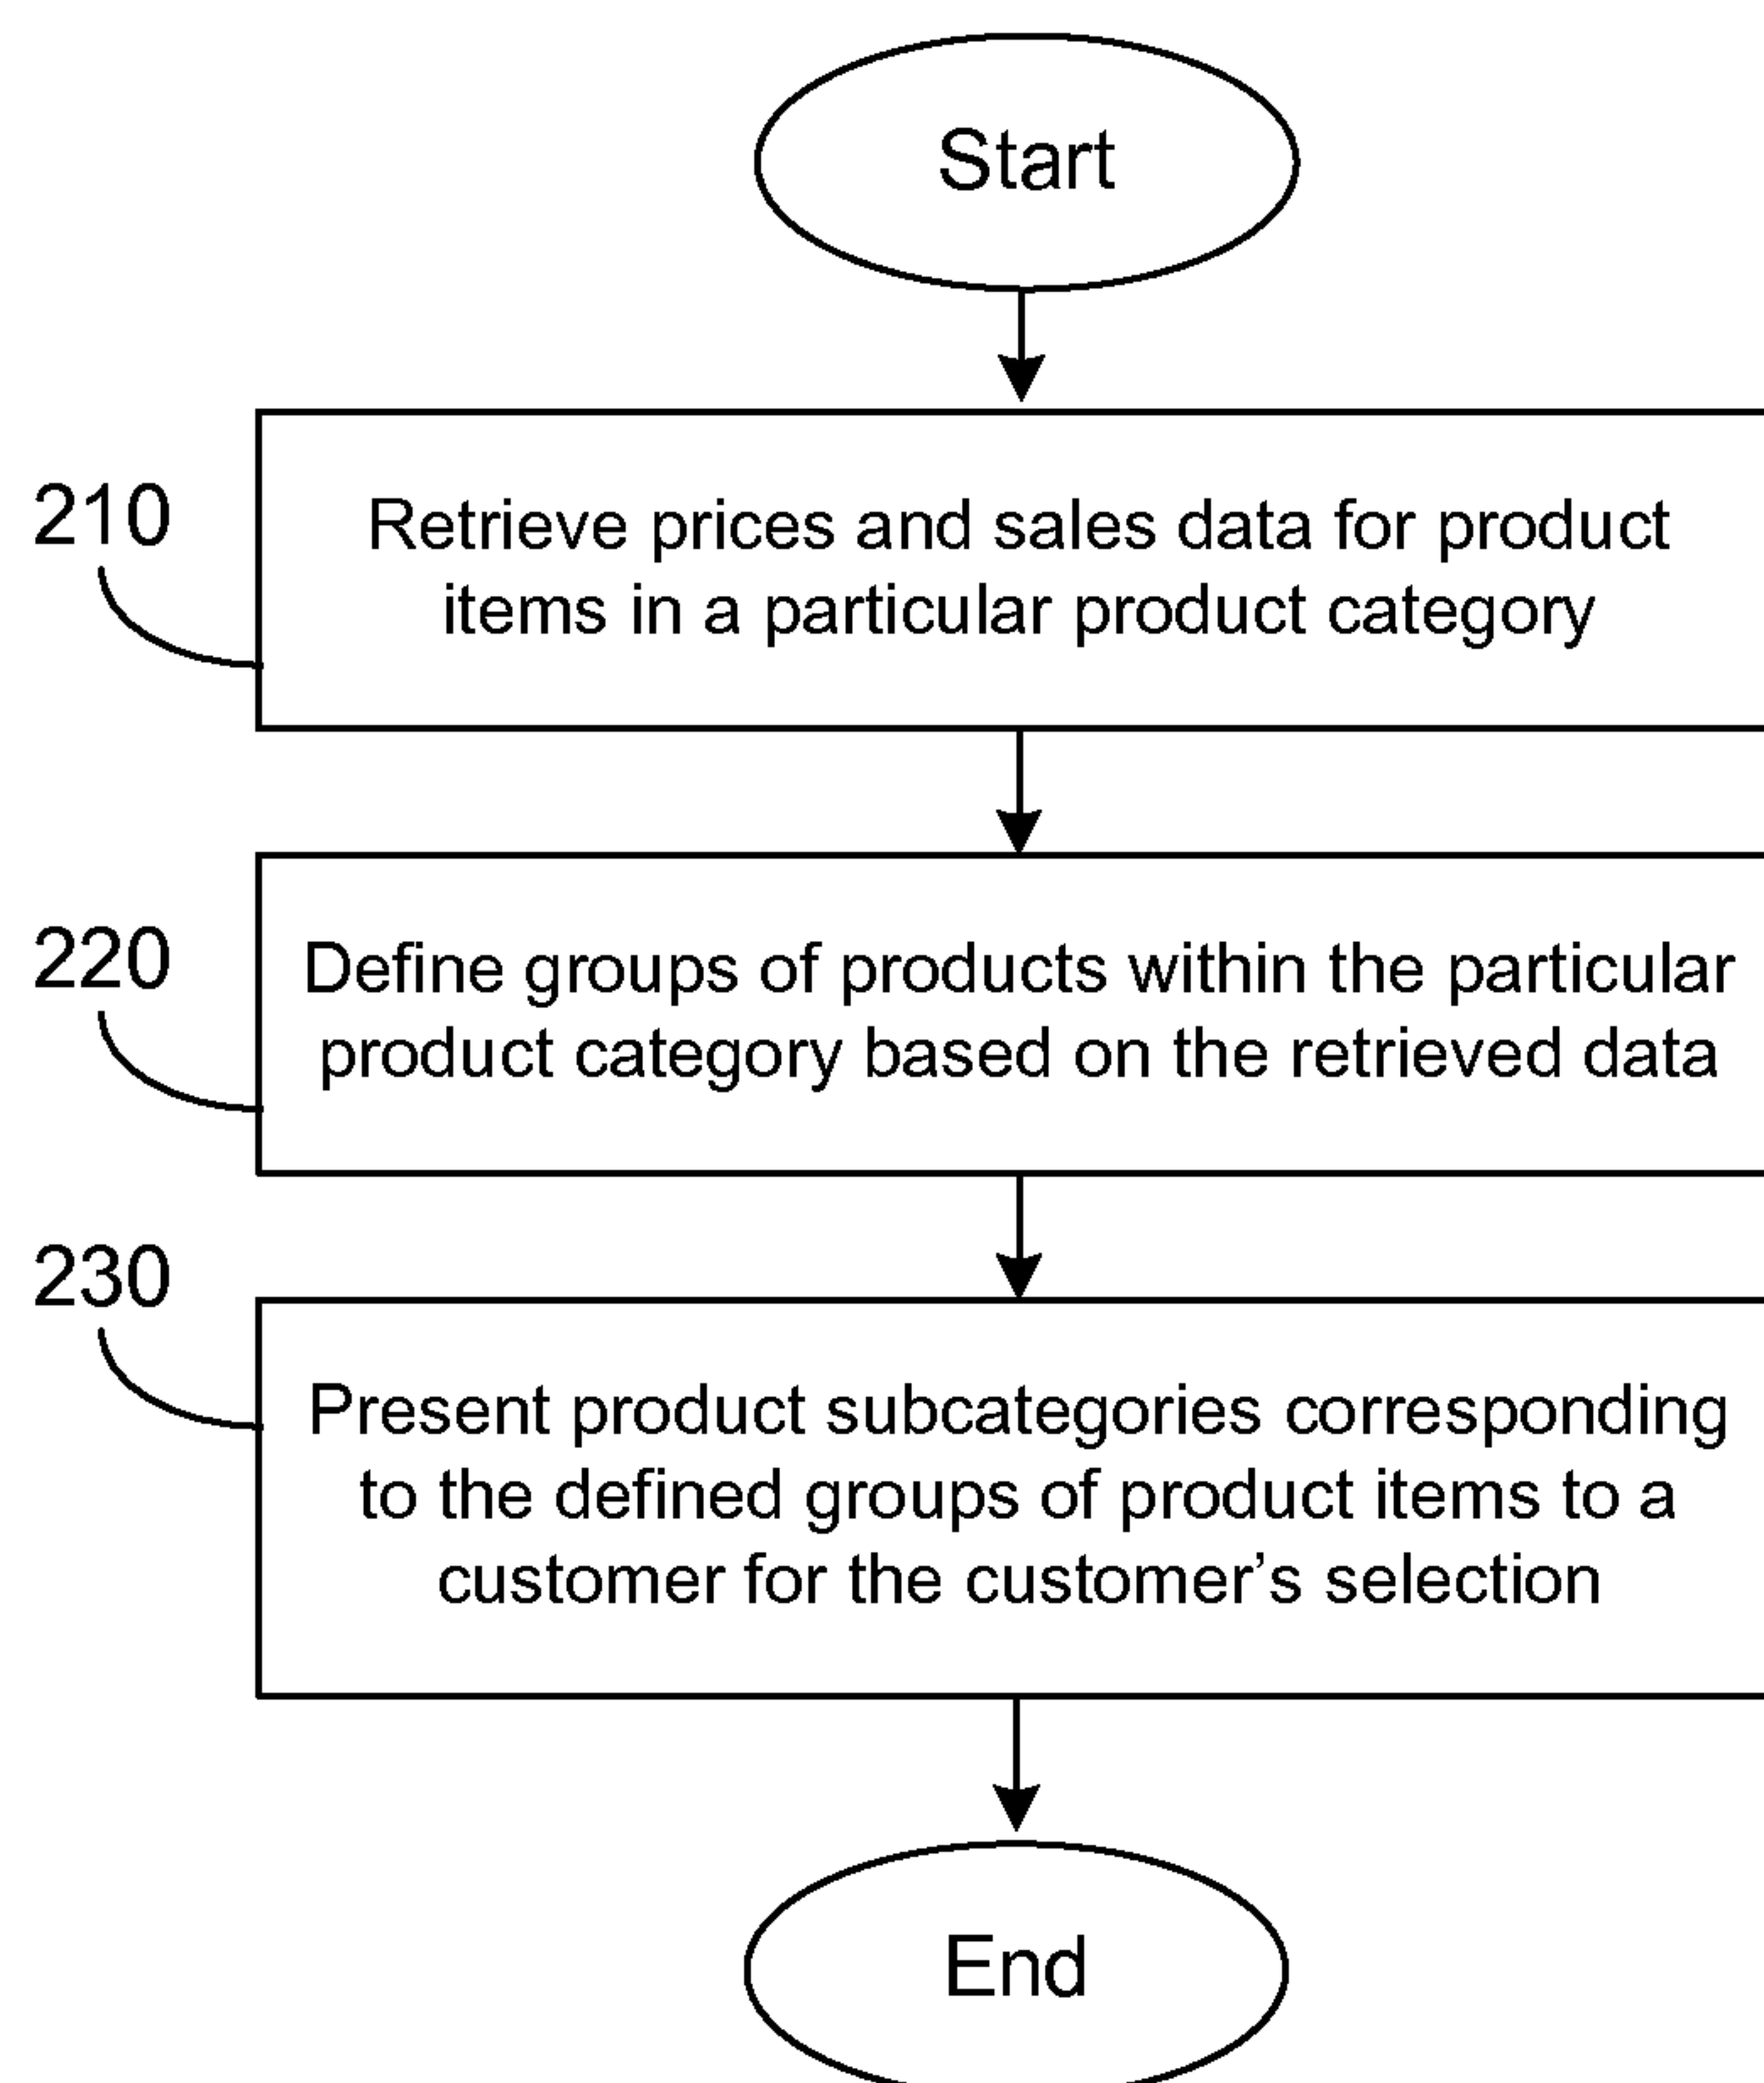 Start
210
Retrieve prices and sales data for product
items in a particular product category
220
Define groups of products within the particular
product category based on the retrieved data
230
Present product subcategories corresponding
to the defined groups of product items to a
customer for the customer’s selection
End